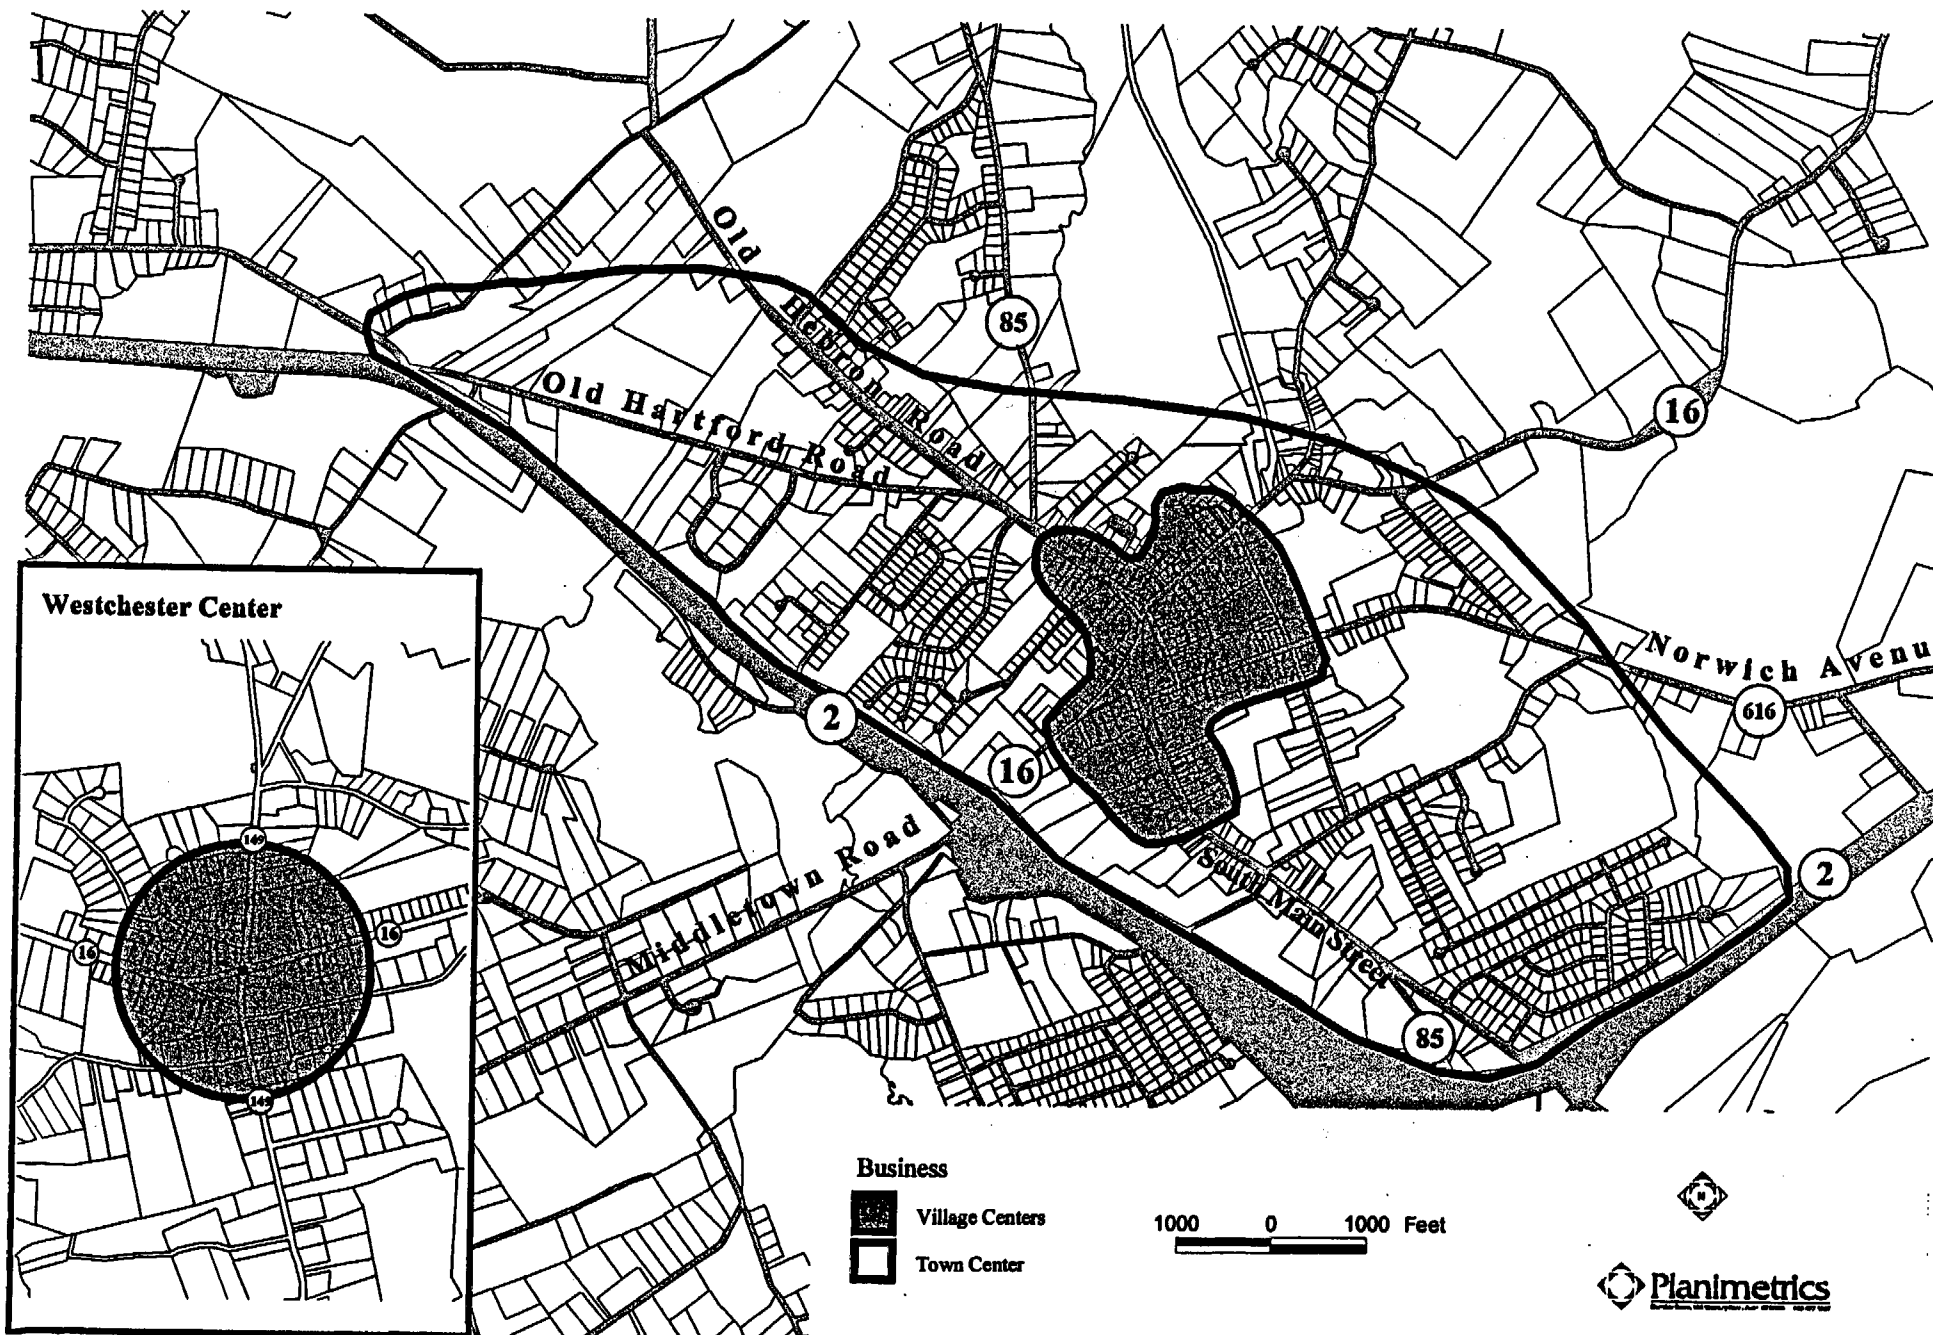 Old Hebron Road
85
16
Old Hartford Road
Westchester Center
Norwich Avenu
616
2
16
2
149
Middletown Road
South Main Street
16
16
85
149
Business
Village Centers
Town Center
1000 0 1000 Feet
N
Planimetrics